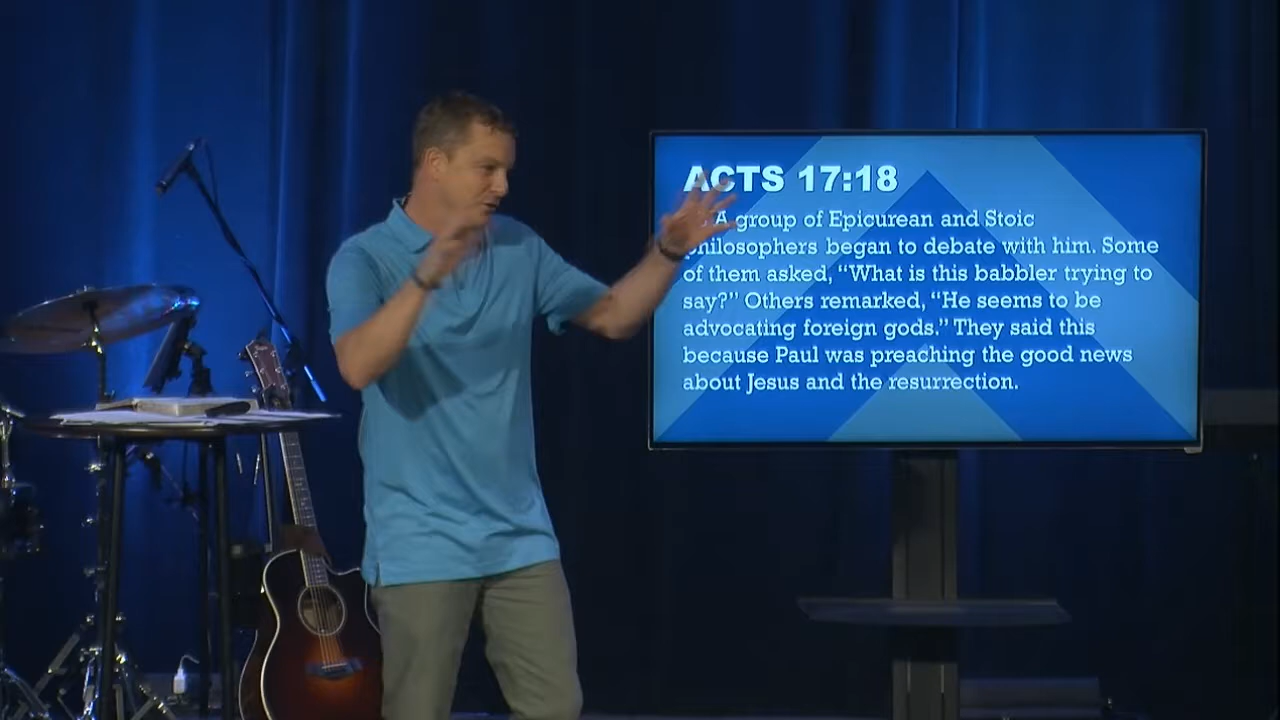 ACTS 17:18
A group of Epicurean and Stoic
philosophers began to debate with him. Some
of them asked, “What is this babbler trying to
say?” Others remarked, “He seems to be
advocating foreign gods.” They said this
because Paul was preaching the good news
about Jesus and the resurrection.